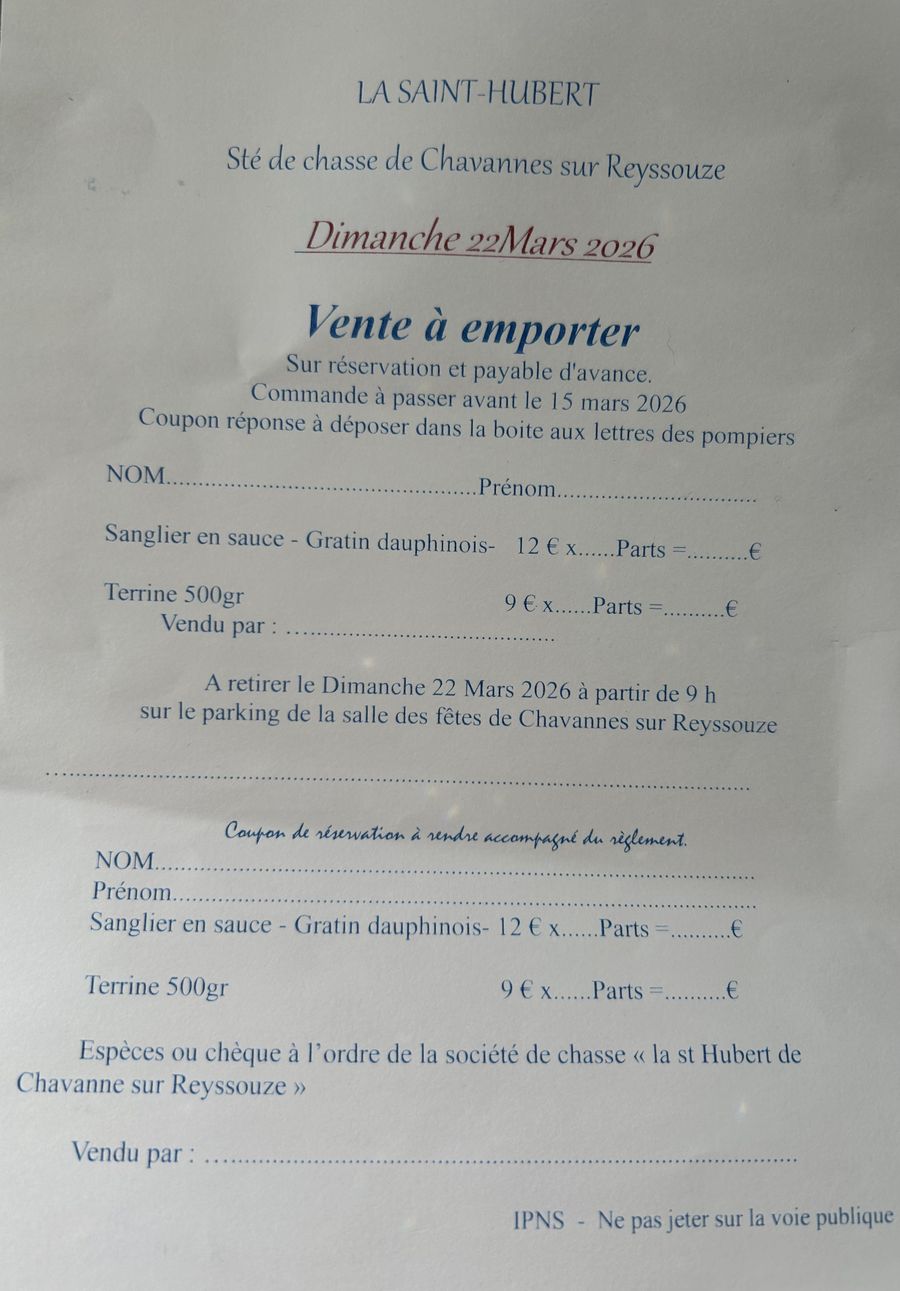 LA SAINT-HUBERT
Sté de chasse de Chavannes sur Reyssouze
Dimanche 22Mars 2026
Vente à emporter
Sur réservation et payable d'avance.
Commande à passer avant le 15 mars 2026
Coupon réponse à déposer dans la boite aux lettres des pompiers
NOM.................................................Prénom................................
Sanglier en sauce - Gratin dauphinois- 12 € x......Parts =..........€
Terrine 500gr 9 € x......Parts =..........€
Vendu par : .............................................
A retirer le Dimanche 22 Mars 2026 à partir de 9 h
sur le parking de la salle des fêtes de Chavannes sur Reyssouze
................................................................................................................
Coupon de réservation à rendre accompagné du règlement.
NOM................................................................................................
Prénom.............................................................................................
Sanglier en sauce - Gratin dauphinois- 12 € x......Parts =..........€
Terrine 500gr 9 € x......Parts =..........€
Espèces ou chèque à l'ordre de la société de chasse « la st Hubert de
Chavanne sur Reyssouze »
Vendu par : ................................................................................................
IPNS - Ne pas jeter sur la voie publique